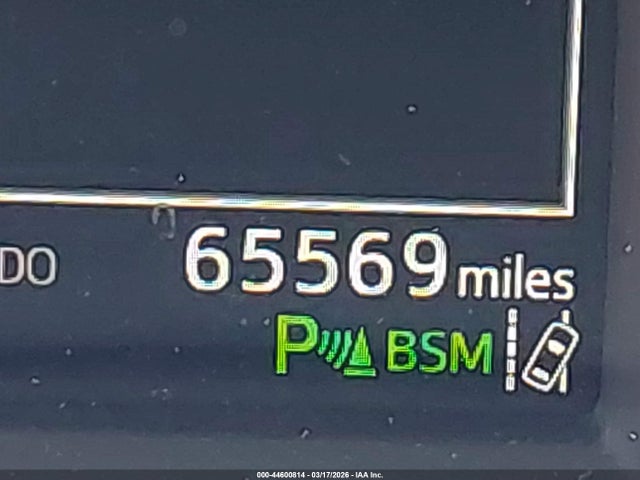 DO 65569 miles
P BSM
000-44600814 - 03/17/2026 - IAA Inc.